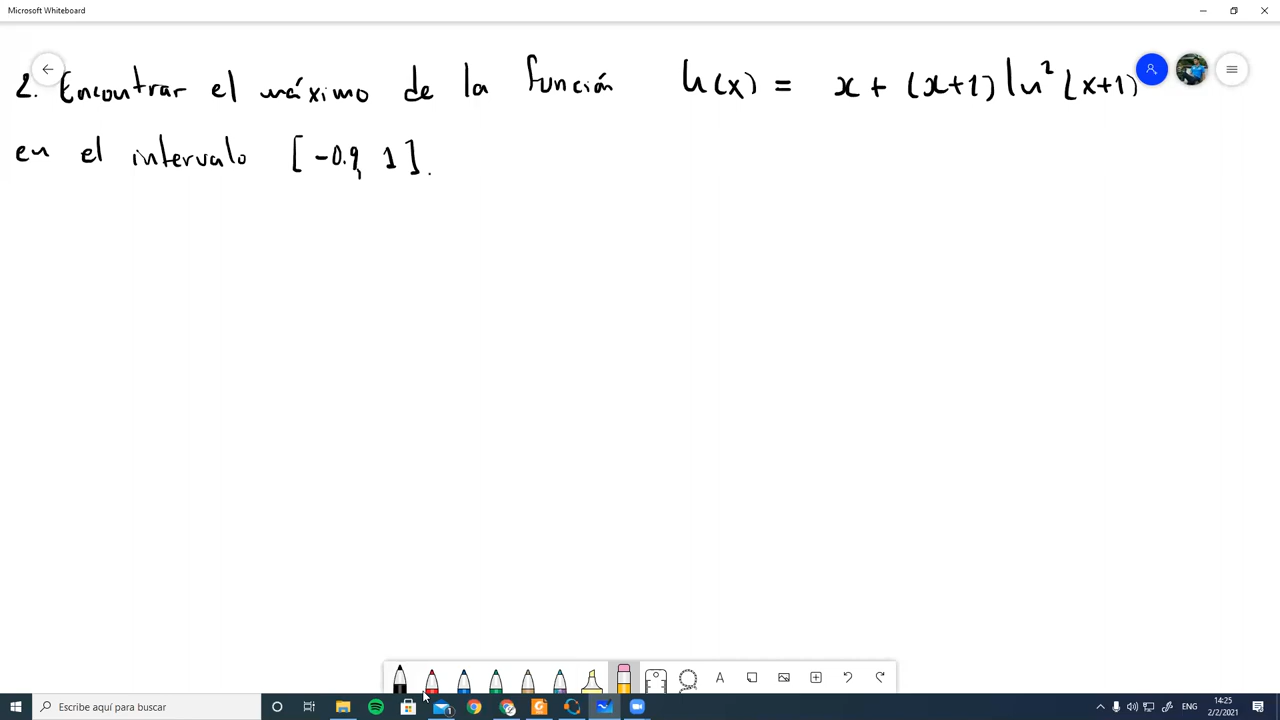 Microsoft Whiteboard
2. Encontrar el máximo de la función h(x) = x + (x+1) ln² (x+1)
en el intervalo [-0.9, 1].
A
Escribe aquí para buscar
ENG
14:25
2/2/2021